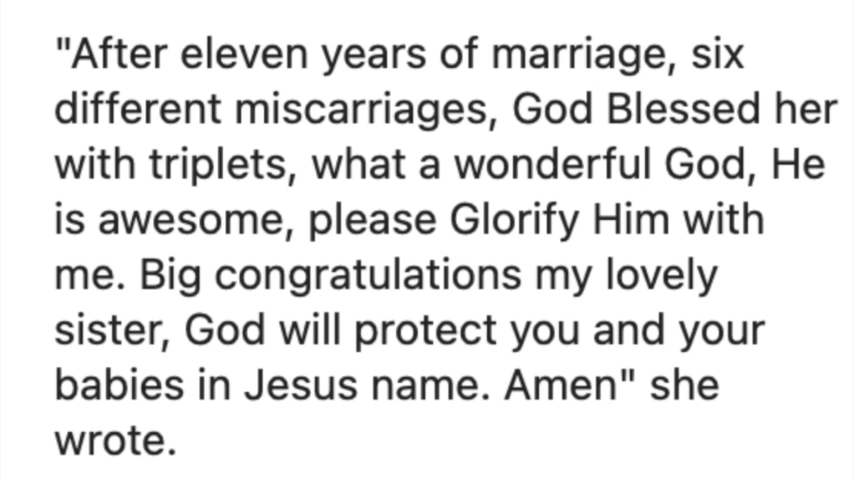 "After eleven years of marriage, six
different miscarriages, God Blessed her
with triplets, what a wonderful God, He
is awesome, please Glorify Him with
me. Big congratulations my lovely
sister, God will protect you and your
babies in Jesus name. Amen" she
wrote.